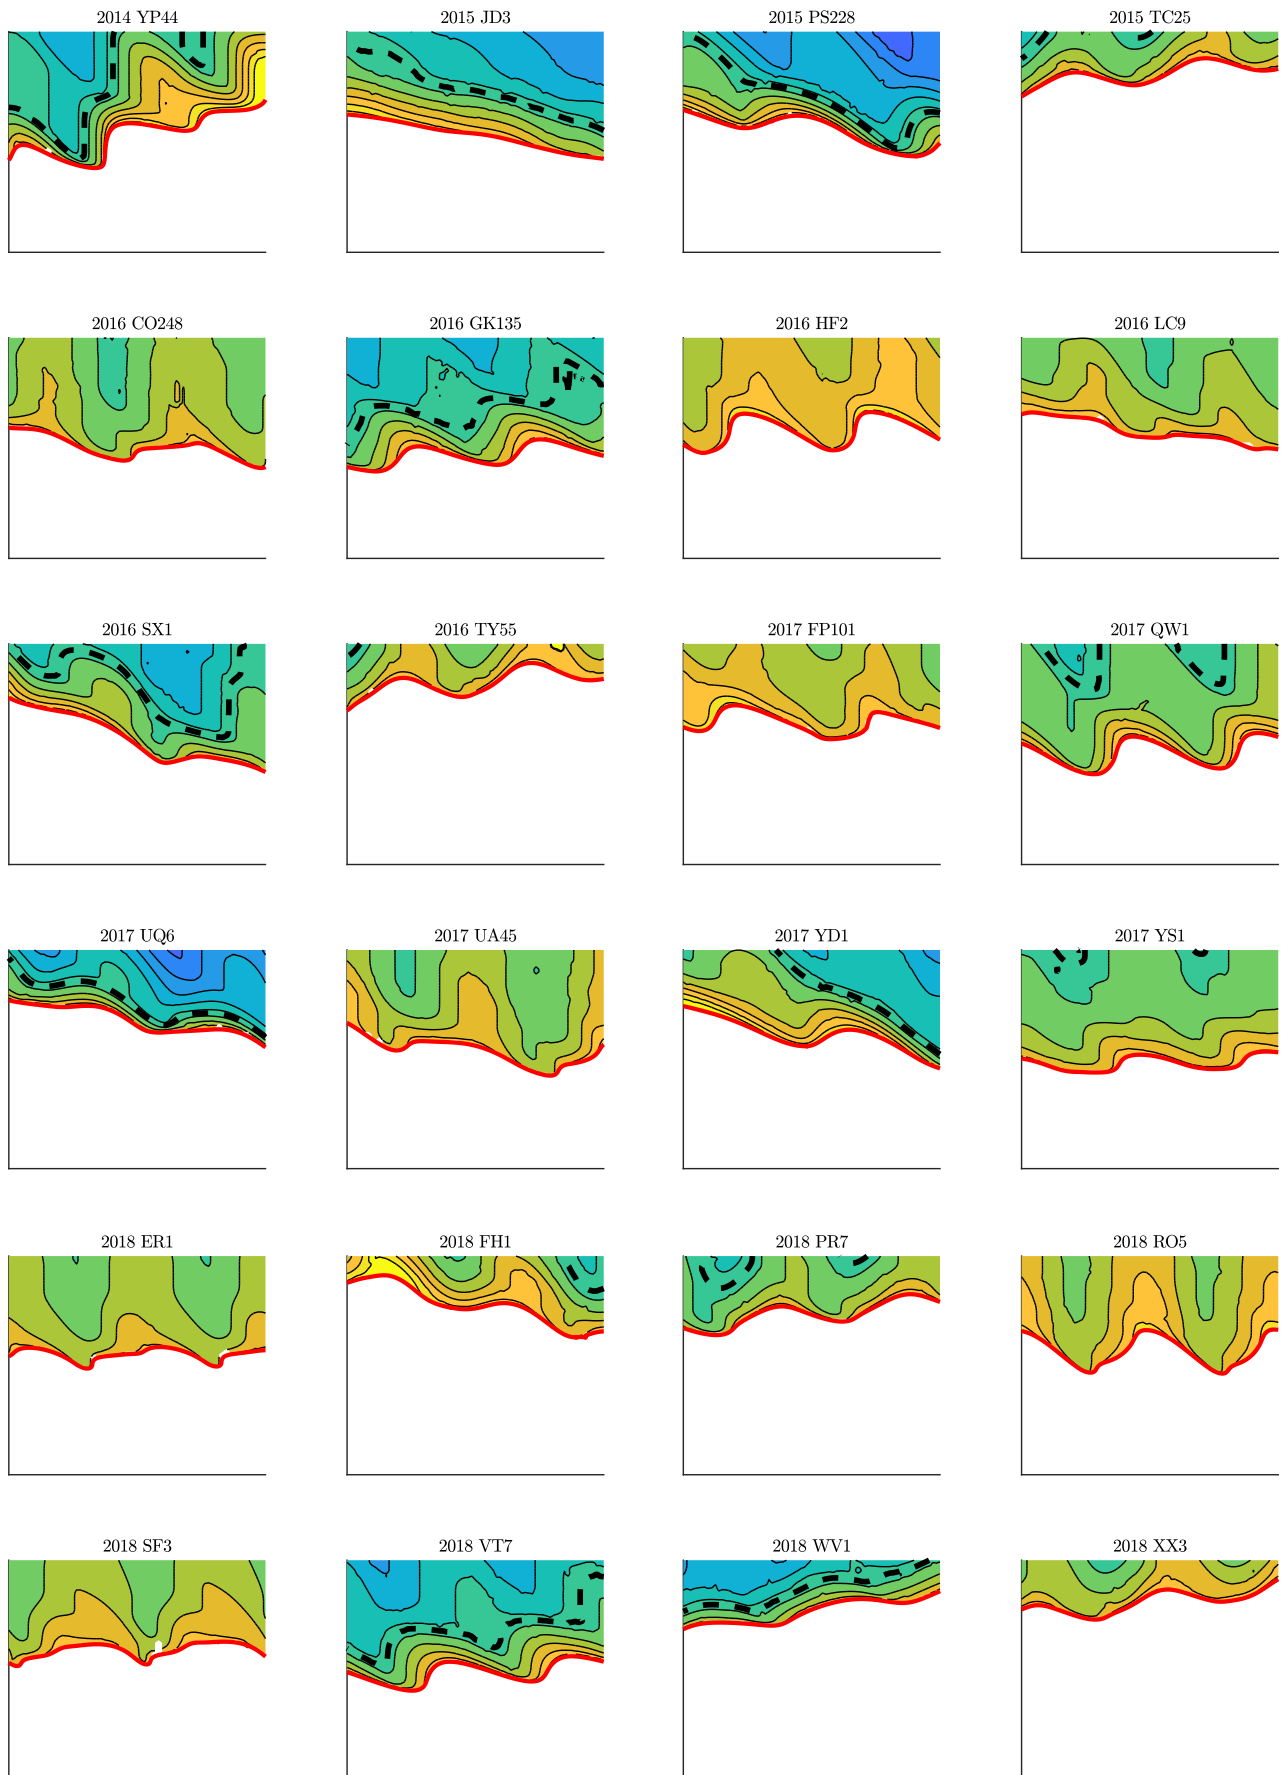 2014 YP44
2015 JD3
2015 PS228
2015 TC25
2016 CO248
2016 GK135
2016 HF2
2016 LC9
2016 SX1
2016 TY55
2017 FP101
2017 QW1
2017 UQ6
2017 UA45
2017 YD1
2017 YS1
2018 ER1
2018 FH1
2018 PR7
2018 RO5
2018 SF3
2018 VT7
2018 WV1
2018 XX3